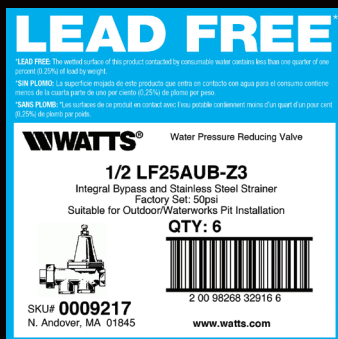 LEAD FREE*
*LEAD FREE: The wetted surface of this product contacted by consumable water contains less than one quarter of one
percent (0.25%) of lead by weight.
*SIN PLOMO: La superficie mojada de este producto que entra en contacto con agua para el consumo contiene
menos de la cuarta parte de uno por ciento (0,25%) de plomo por peso.
*SANS PLOMB: *Les surfaces de ce produit en contact avec l'eau potable contiennent moins d'un quart d'un pour cent
(0,25%) de plomb par poids.
WATTS®
Water Pressure Reducing Valve
1/2 LF25AUB-Z3
Integral Bypass and Stainless Steel Strainer
Factory Set: 50psi
Suitable for Outdoor/Waterworks Pit Installation
QTY: 6
2 00 98268 32916 6
SKU# 0009217
N. Andover, MA 01845
www.watts.com